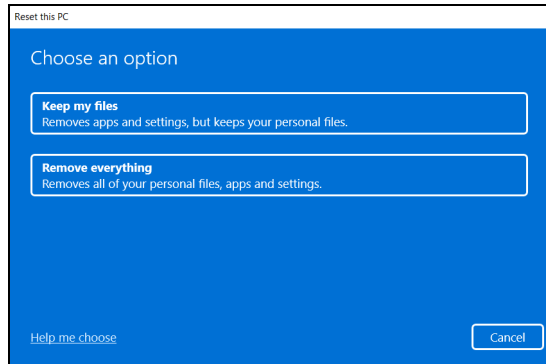 Reset this PC
Choose an option
Keep my files
Removes apps and settings, but keeps your personal files.
Remove everything
Removes all of your personal files, apps and settings.
Help me choose
Cancel